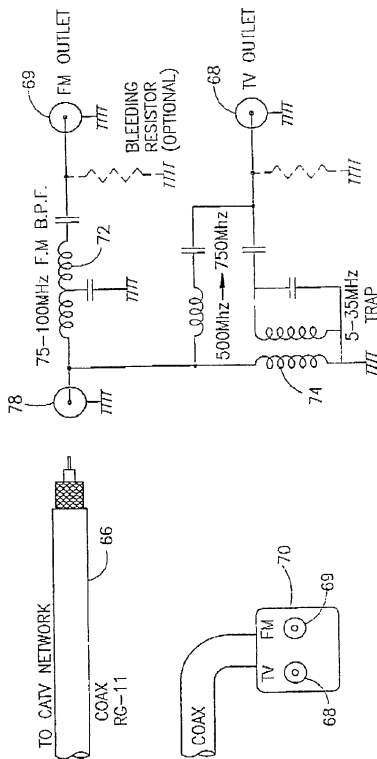 TO CATV NETWORK
COAX
RG-11
66
COAX
TV
FM
70
68
69
78
75-100MHz F.M B.P.F.
72
69
FM OUTLET
BLEEDING
RESISTOR
(OPTIONAL)
500Mhz → 750Mhz
68
TV OUTLET
74
5-35MHz
TRAP